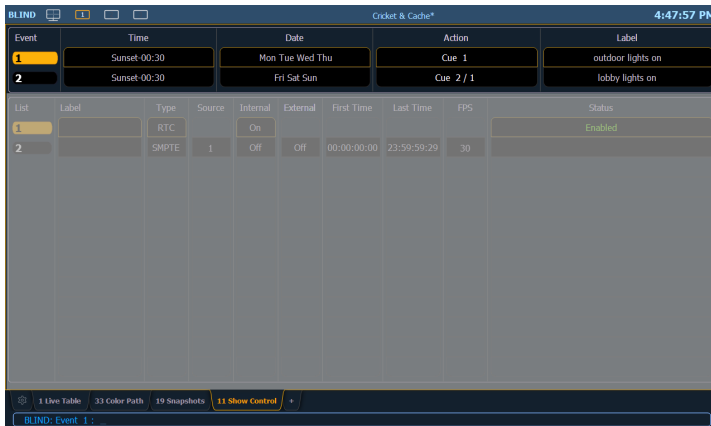 BLIND 1 Cricket & Cache* 4:47:57 PM
Event Time Date Action Label
1 Sunset-00:30 Mon Tue Wed Thu Cue 1 outdoor lights on
2 Sunset-00:30 Fri Sat Sun Cue 2 / 1 lobby lights on
List Label Type Source Internal External First Time Last Time FPS Status
1 RTC On Enabled
2 SMPTE 1 Off Off 00:00:00:00 23:59:59:29 30
1 Live Table 33 Color Path 19 Snapshots 11 Show Control +
BLIND: Event 1 : _